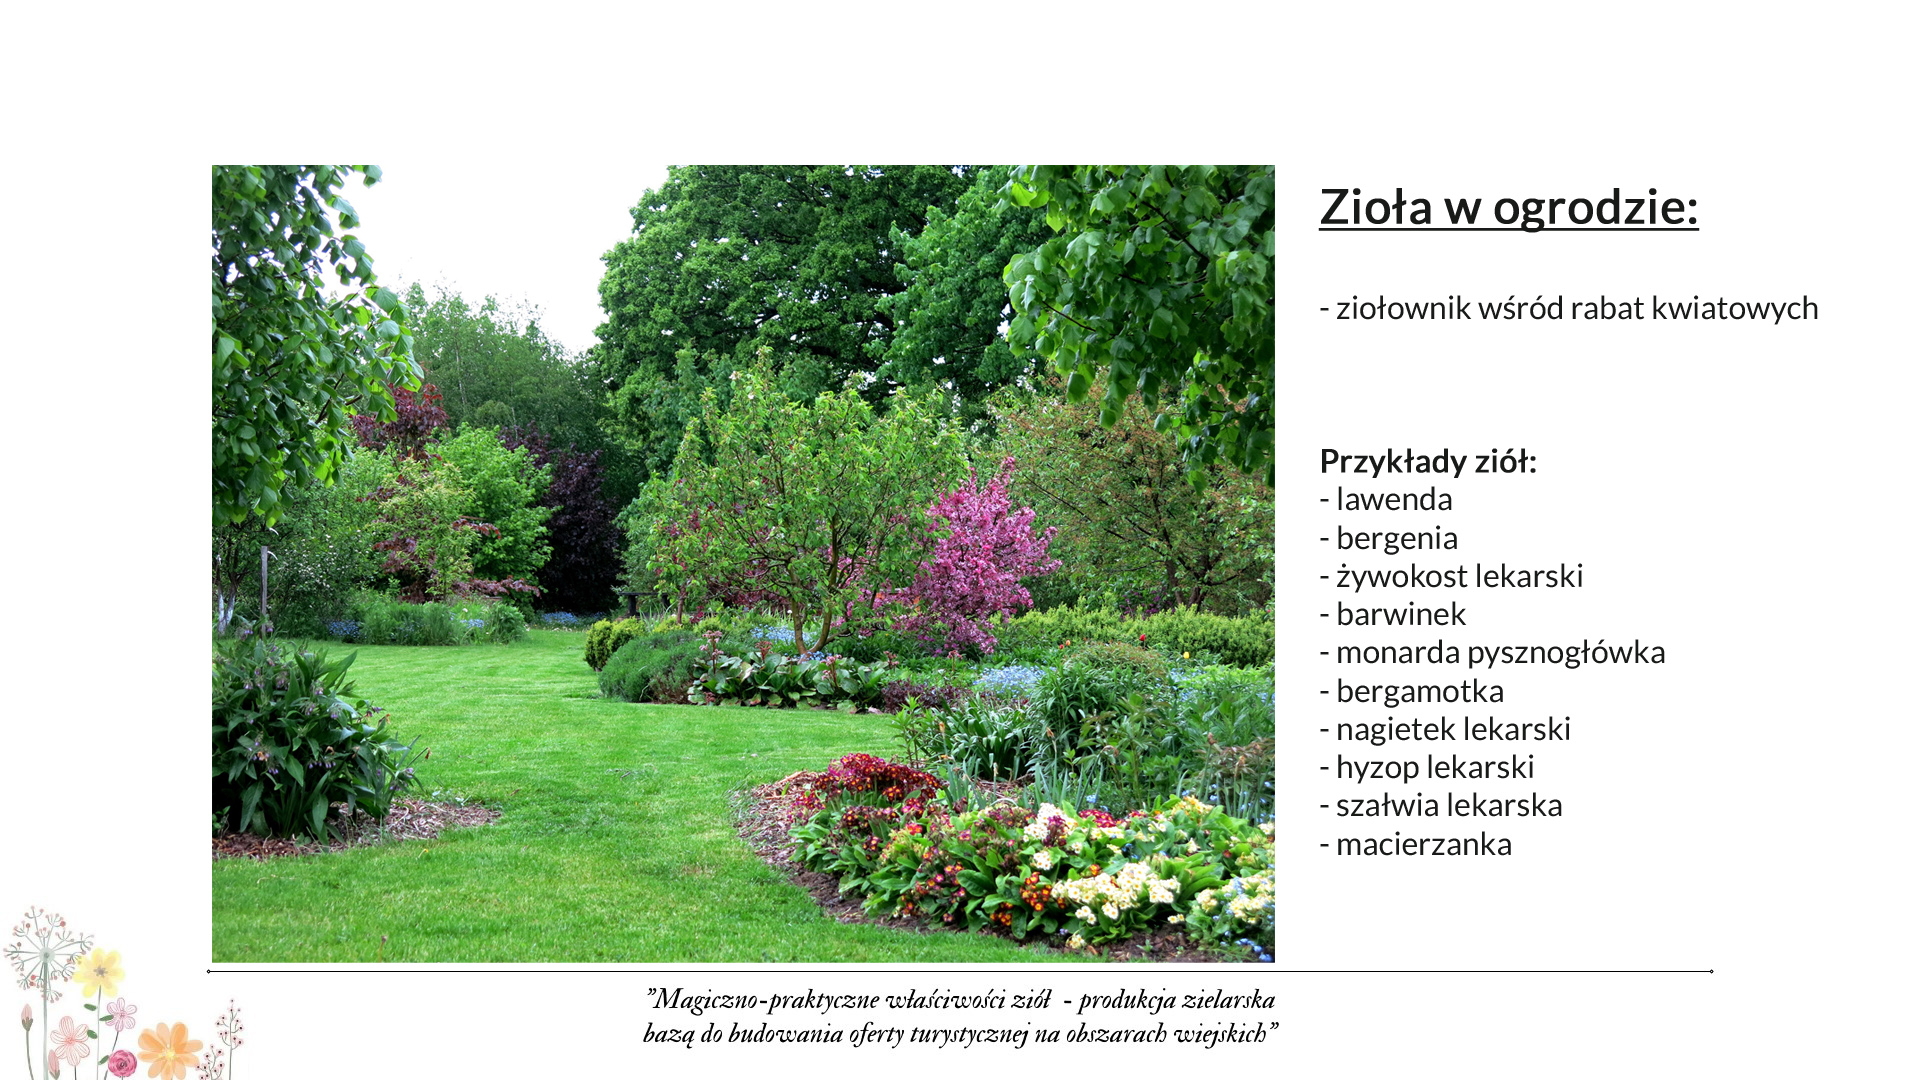 Zioła w ogrodzie:
- ziołownik wśród rabat kwiatowych
Przykłady ziół:
- lawenda
- bergenia
- żywokost lekarski
- barwinek
- monarda pysznogłówka
- bergamotka
- nagietek lekarski
- hyzop lekarski
- szałwia lekarska
- macierzanka
”Magiczno-praktyczne właściwości ziół - produkcja zielarska
bazą do budowania oferty turystycznej na obszarach wiejskich”